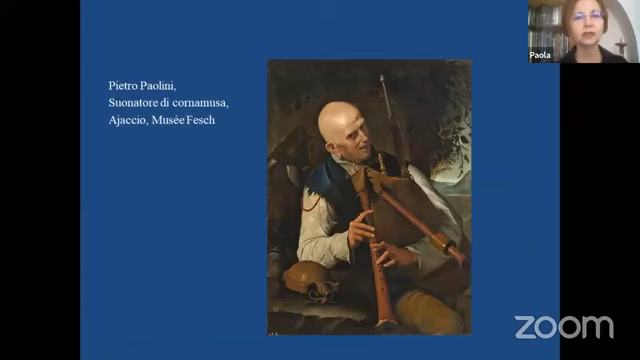 Pietro Paolini,
Suonatore di cornamusa,
Ajaccio, Musée Fesch
Paola
zoom